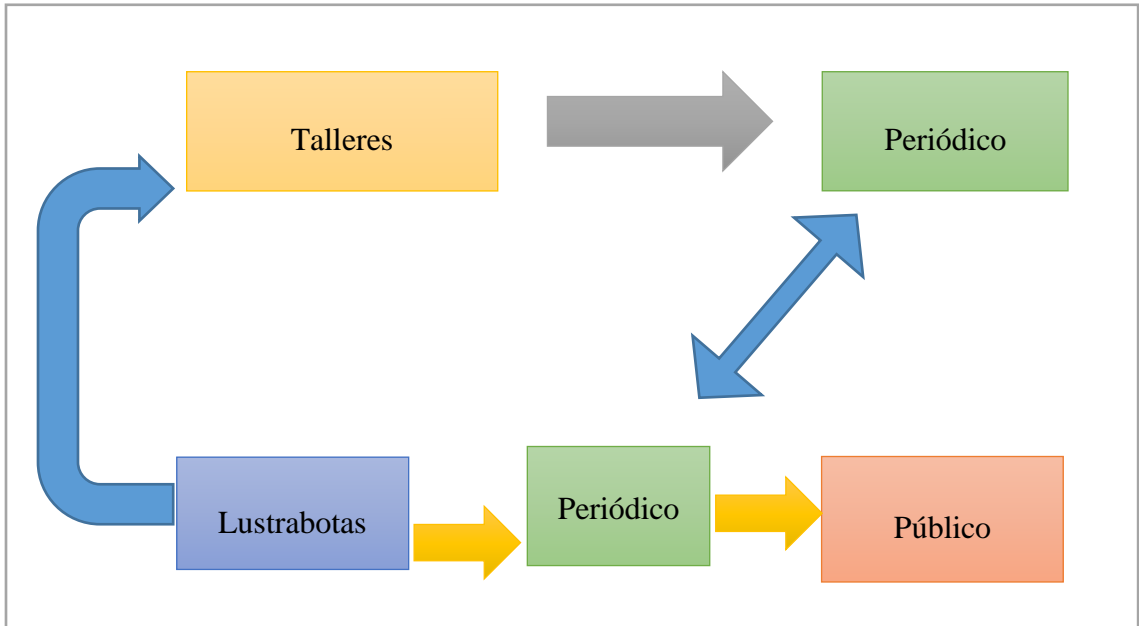 Talleres
Periódico
Lustrabotas
Periódico
Público